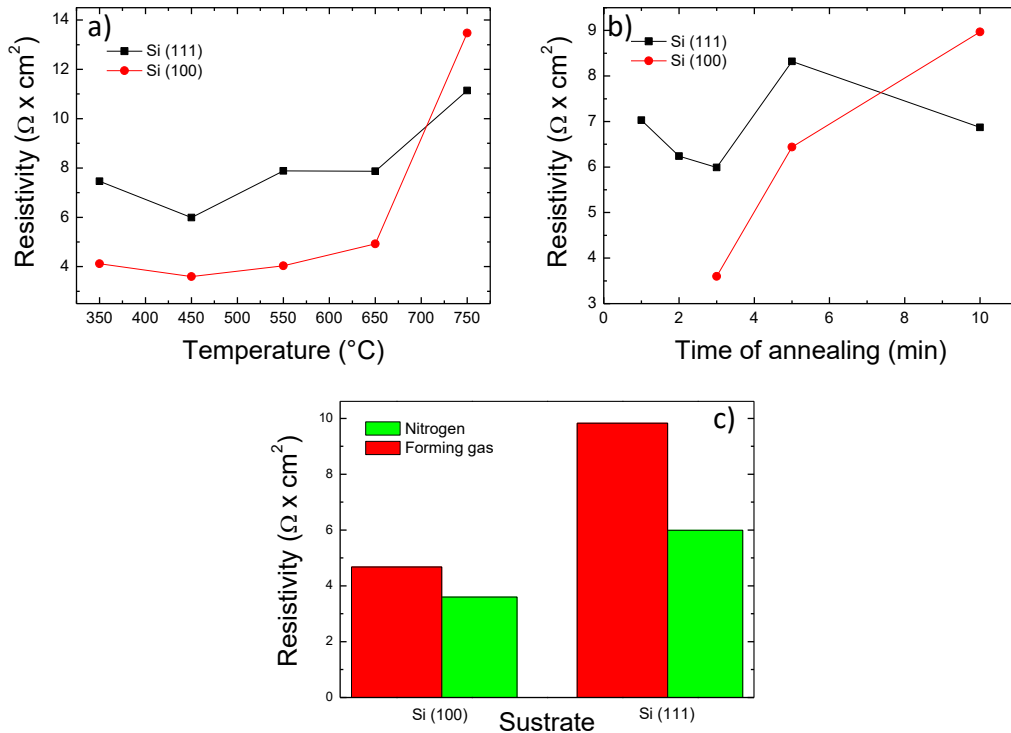 a)
Si (111)
Si (100)
14
12
10
8
6
4
350 400 450 500 550 600 650 700 750
Resistivity (Ω x cm²)
Temperature (°C)
b)
Si (111)
Si (100)
9
8
7
6
5
4
3
0 2 4 6 8 10
Resistivity (Ω x cm²)
Time of annealing (min)
c)
Nitrogen
Forming gas
10
8
6
4
2
0
Si (100) Si (111)
Resistivity (Ω x cm²)
Sustrate